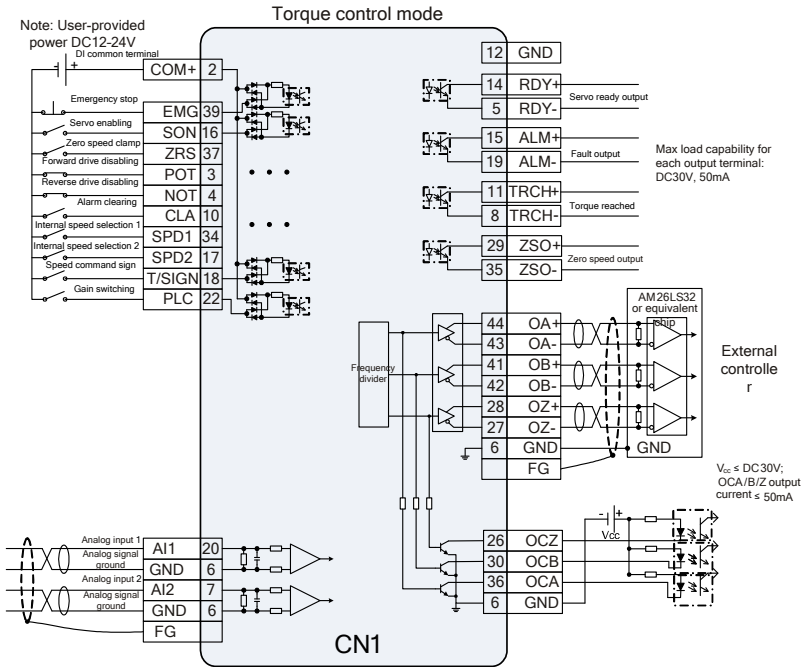 Torque control mode
Note: User-provided
power DC12-24V
DI common terminal
- +
COM+ 2
Emergency stop
EMG 39
Servo enabling
SON 16
Zero speed clamp
ZRS 37
Forward drive disabling
POT 3
Reverse drive disabling
NOT 4
Alarm clearing
CLA 10
Internal speed selection 1
SPD1 34
Internal speed selection 2
SPD2 17
Speed command sign
T/SIGN 18
Gain switching
PLC 22
Analog input 1
AI1 20
Analog signal
ground
GND 6
Analog input 2
AI2 7
Analog signal
ground
GND 6
FG
Frequency
divider
CN1
12 GND
14 RDY+
Servo ready output
5 RDY-
15 ALM+
Fault output
19 ALM-
11 TRCH+
Torque reached
8 TRCH-
29 ZSO+
Zero speed output
35 ZSO-
Max load capability for
each output terminal:
DC30V, 50mA
44 OA+
43 OA-
41 OB+
42 OB-
28 OZ+
27 OZ-
6 GND
FG
AM26LS32
or equivalent
chip
GND
External
controlle
r
Vcc ≤ DC30V;
OCA/B/Z output
current ≤ 50mA
- +
Vcc
26 OCZ
30 OCB
36 OCA
6 GND